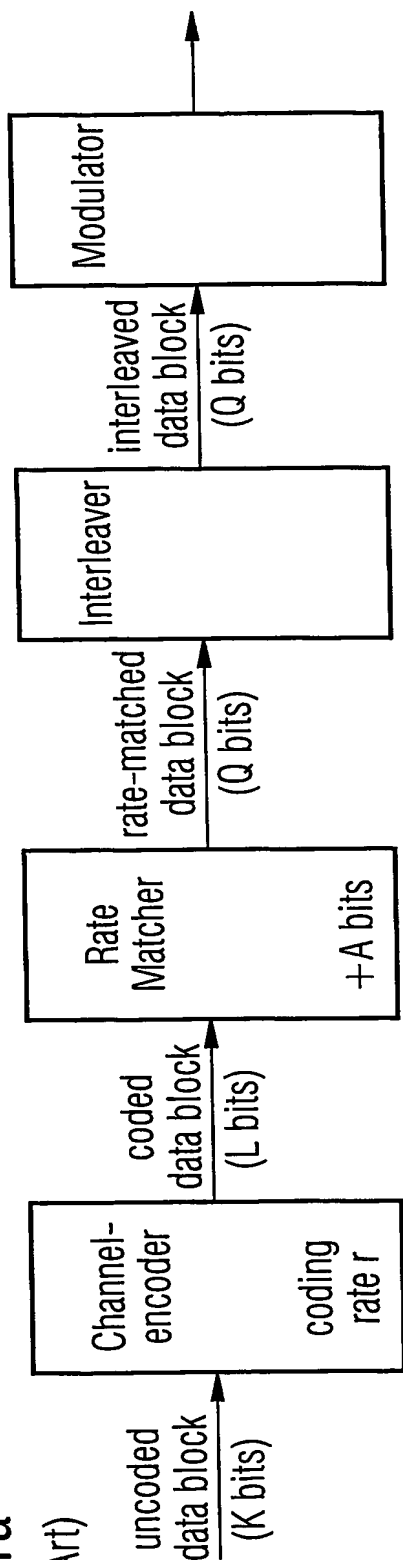 Art)
uncoded
data block
(K bits)
Channel-
encoder
coding
rate r
coded
data block
(L bits)
Rate
Matcher
+A bits
rate-matched
data block
(Q bits)
Interleaver
interleaved
data block
(Q bits)
Modulator